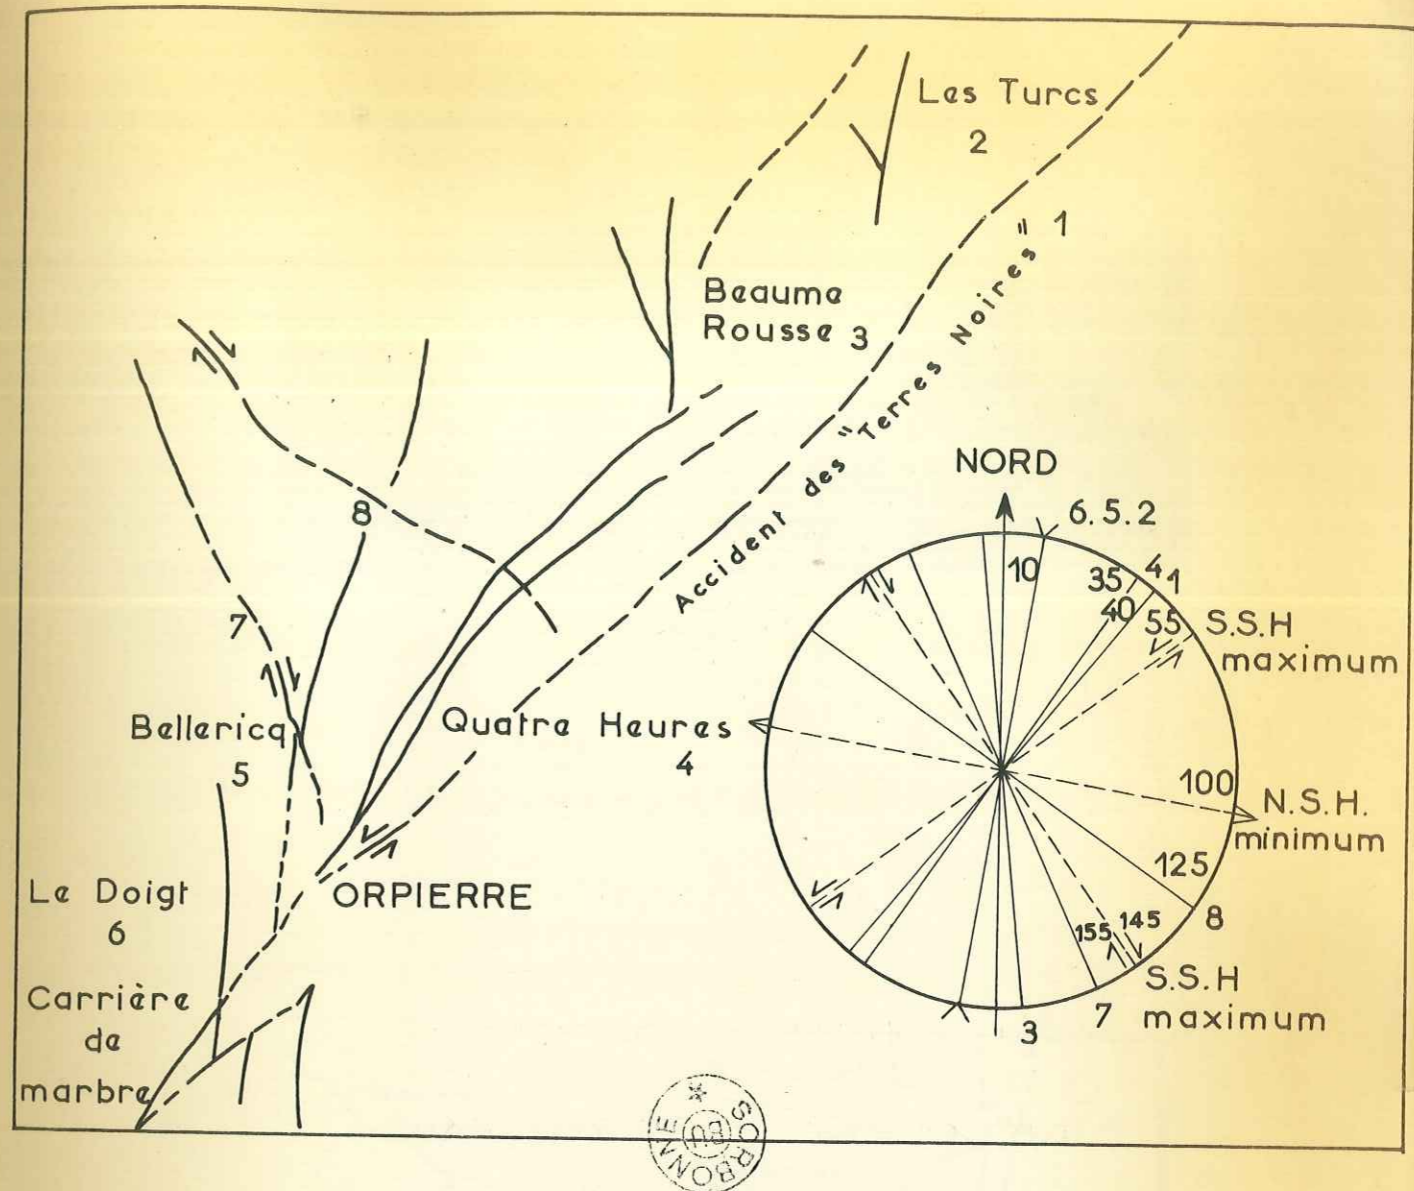 Les Turcs
2
Accident des "Terres Noires" 1
Beaume
Rousse 3
8
7
Bellericq
5
Quatre Heures
4
Le Doigt
6
ORPIERRE
Carrière
de
marbre
NORD
6.5.2
10
35
4
40
1
55
S.S.H
maximum
100
N.S.H.
minimum
125
8
155
145
S.S.H
maximum
7
3
SORBONNE
BU